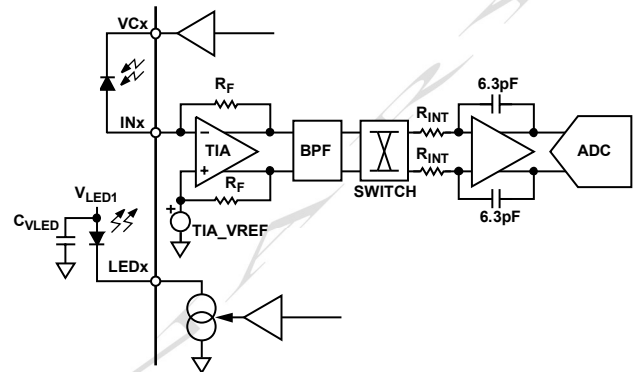 VCx
INx
RF
TIA
−
+
RF
+
TIA_VREF
BPF
SWITCH
RINT
RINT
6.3pF
6.3pF
ADC
VLED1
CVLED
LEDx